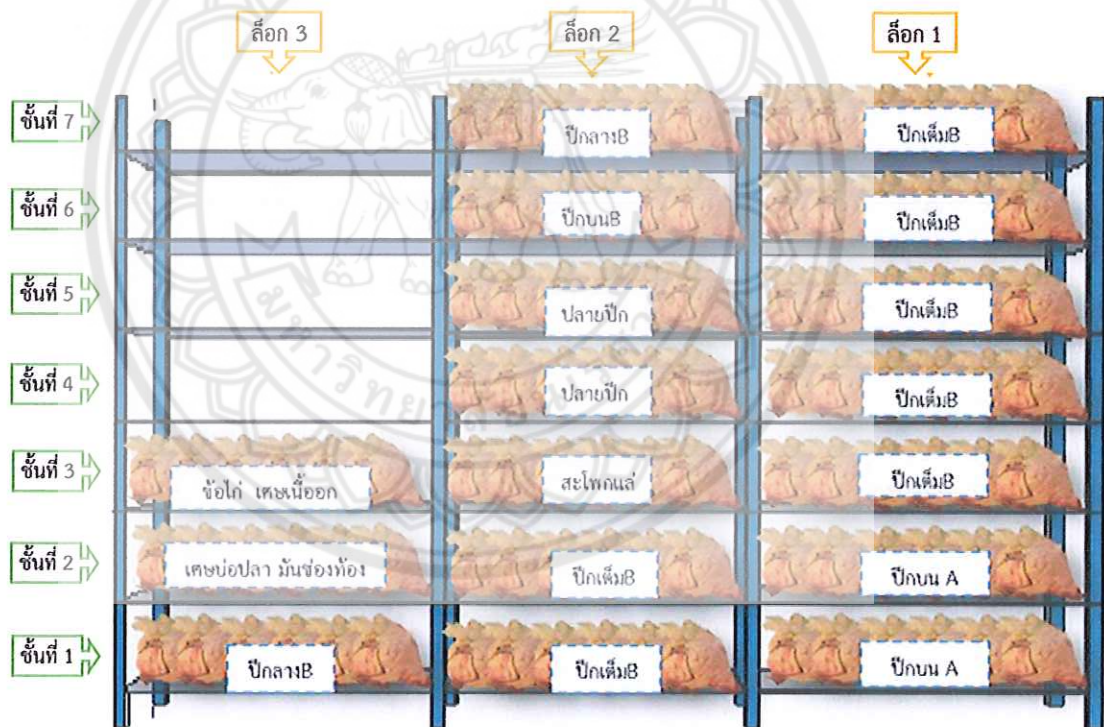 ล็อก 3 ล็อก 2 ล็อก 1
ชั้นที่ 7 ปีกลางB ปีกเต็มB
ชั้นที่ 6 ปีกบนB ปีกเต็มB
ชั้นที่ 5 ปลายปีก ปีกเต็มB
ชั้นที่ 4 ปลายปีก ปีกเต็มB
ชั้นที่ 3 ข้อไก่ เศษเนื้ออก สะโพกแล่ ปีกเต็มB
ชั้นที่ 2 เศษบ่อปลา มันช่องท้อง ปีกเต็มB ปีกบน A
ชั้นที่ 1 ปีกลางB ปีกเต็มB ปีกบน A